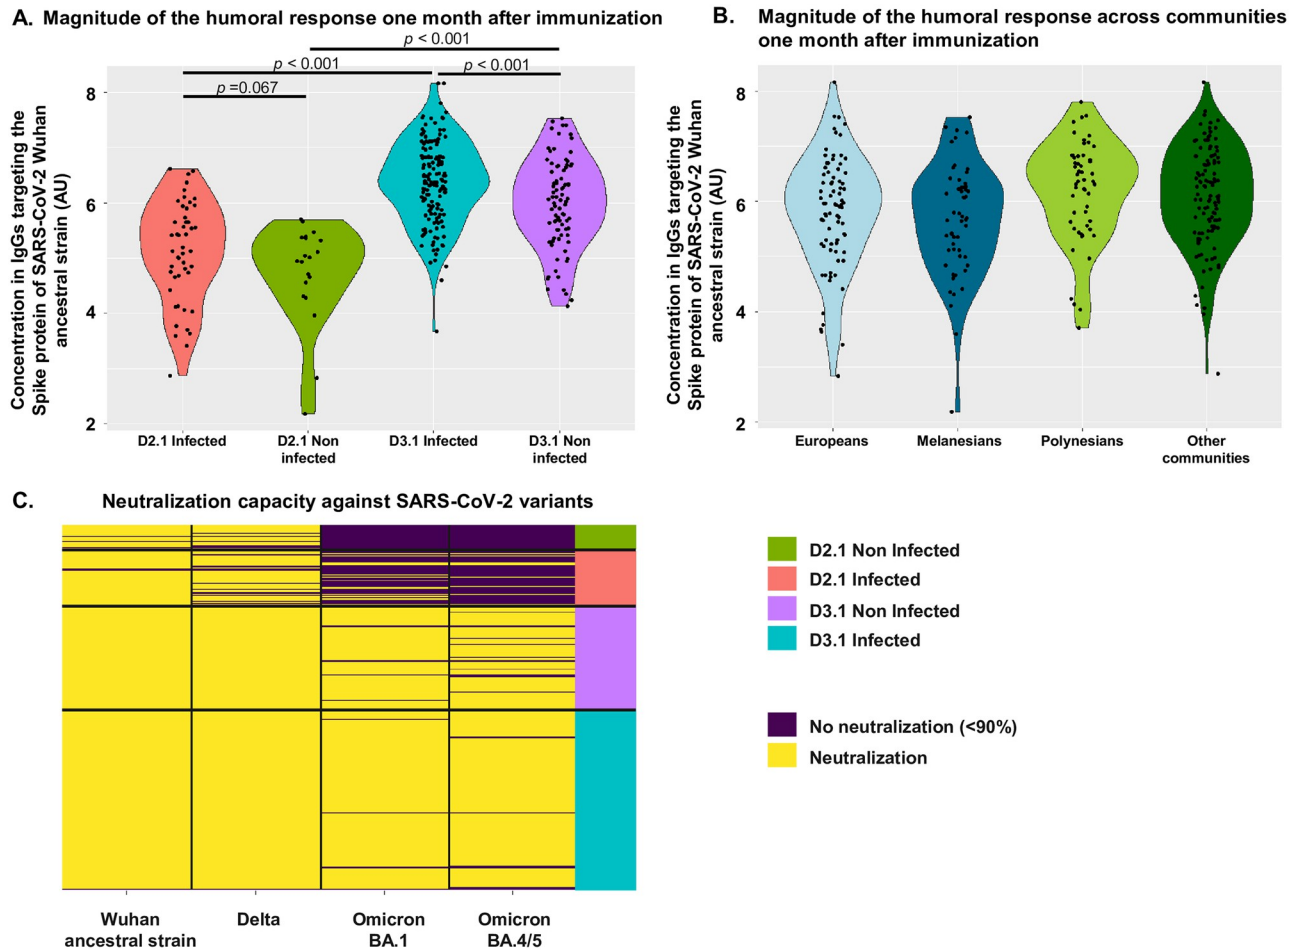 A. Magnitude of the humoral response one month after immunization
p < 0.001
p < 0.001
p < 0.001
p =0.067
Concentration in IgGs targeting the
Spike protein of SARS-CoV-2 Wuhan
ancestral strain (AU)
8
6
4
2
D2.1 Infected
D2.1 Non
infected
D3.1 Infected
D3.1 Non
infected
B. Magnitude of the humoral response across communities
one month after immunization
Concentration in IgGs targeting the
Spike protein of SARS-CoV-2 Wuhan
ancestral strain (AU)
8
6
4
2
Europeans
Melanesians
Polynesians
Other
communities
C. Neutralization capacity against SARS-CoV-2 variants
Wuhan
ancestral strain
Delta
Omicron
BA.1
Omicron
BA.4/5
D2.1 Non Infected
D2.1 Infected
D3.1 Non Infected
D3.1 Infected
No neutralization (<90%)
Neutralization